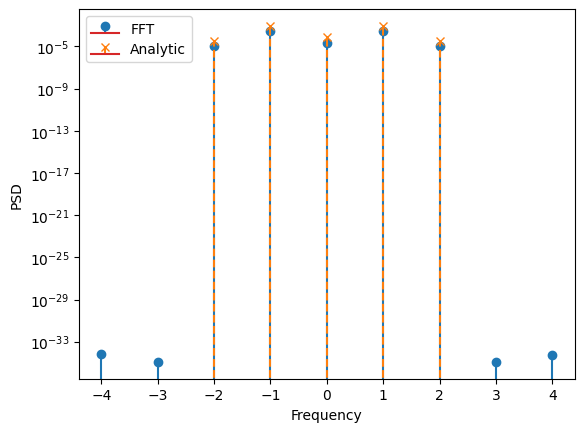 FFT
Analytic
10⁻⁵
10⁻⁹
10⁻¹³
10⁻¹⁷
10⁻²¹
10⁻²⁵
10⁻²⁹
10⁻³³
PSD
−4 −3 −2 −1 0 1 2 3 4
Frequency